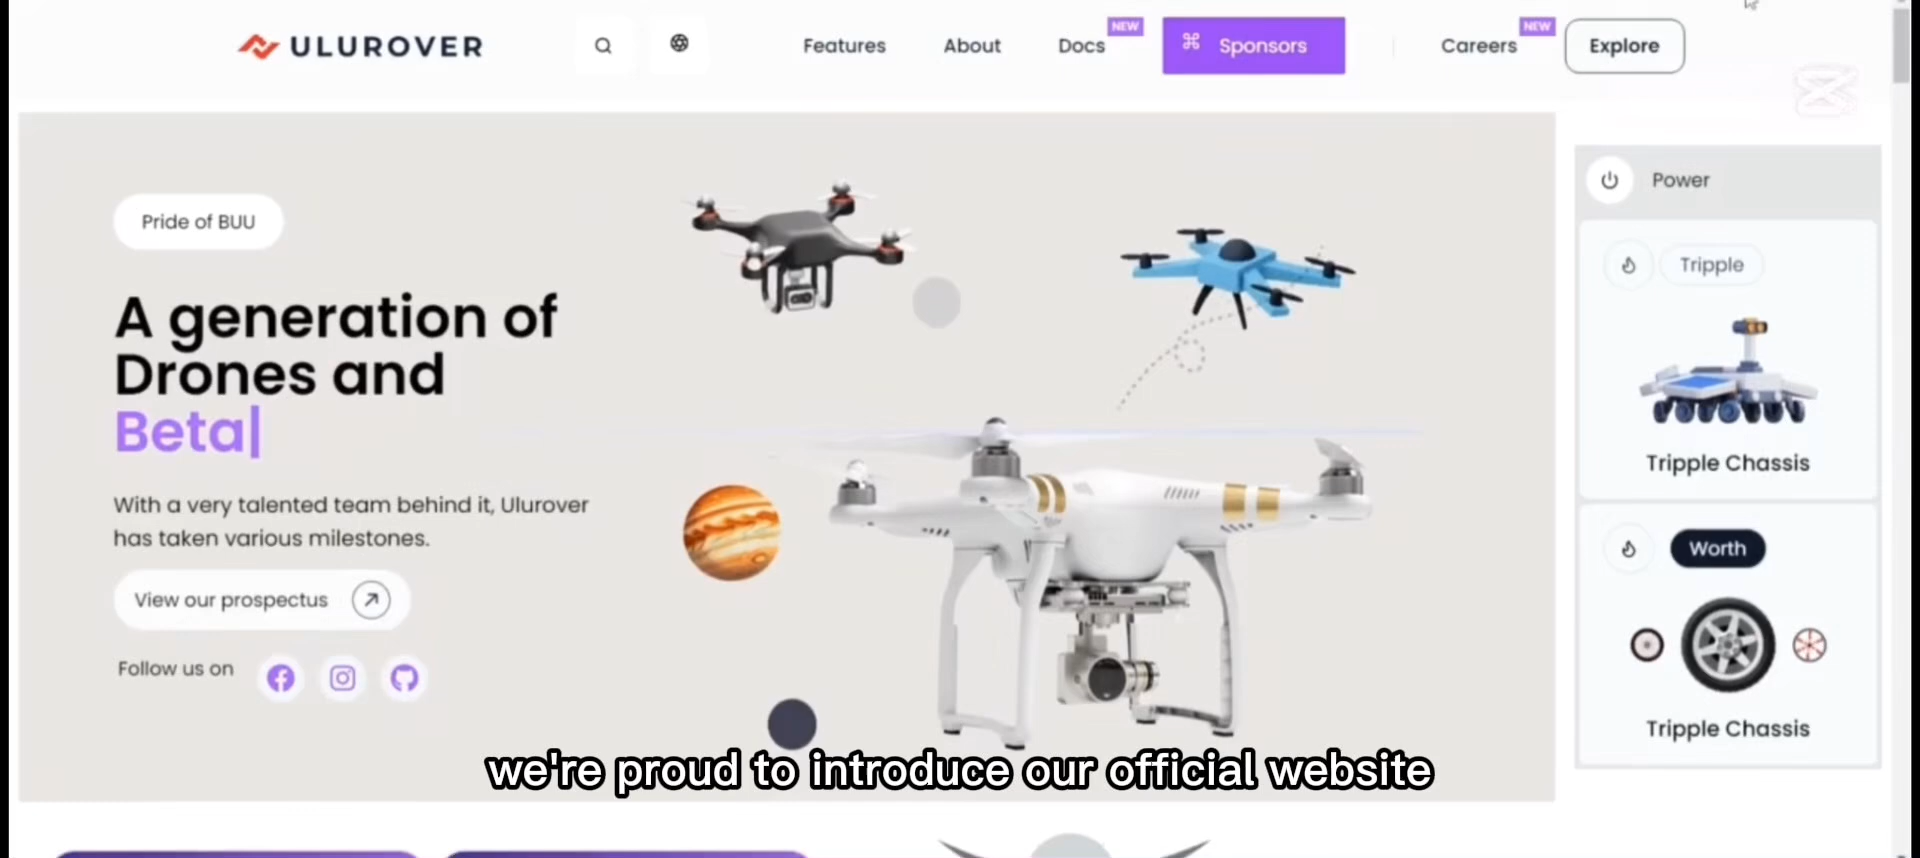 ULUROVER
Features
About
Docs
NEW
Sponsors
Careers
NEW
Explore
Pride of BUU
A generation of
Drones and
Beta|
With a very talented team behind it, Ulurover
has taken various milestones.
View our prospectus
Follow us on
Power
Tripple
Tripple Chassis
Worth
Tripple Chassis
we're proud to introduce our official website